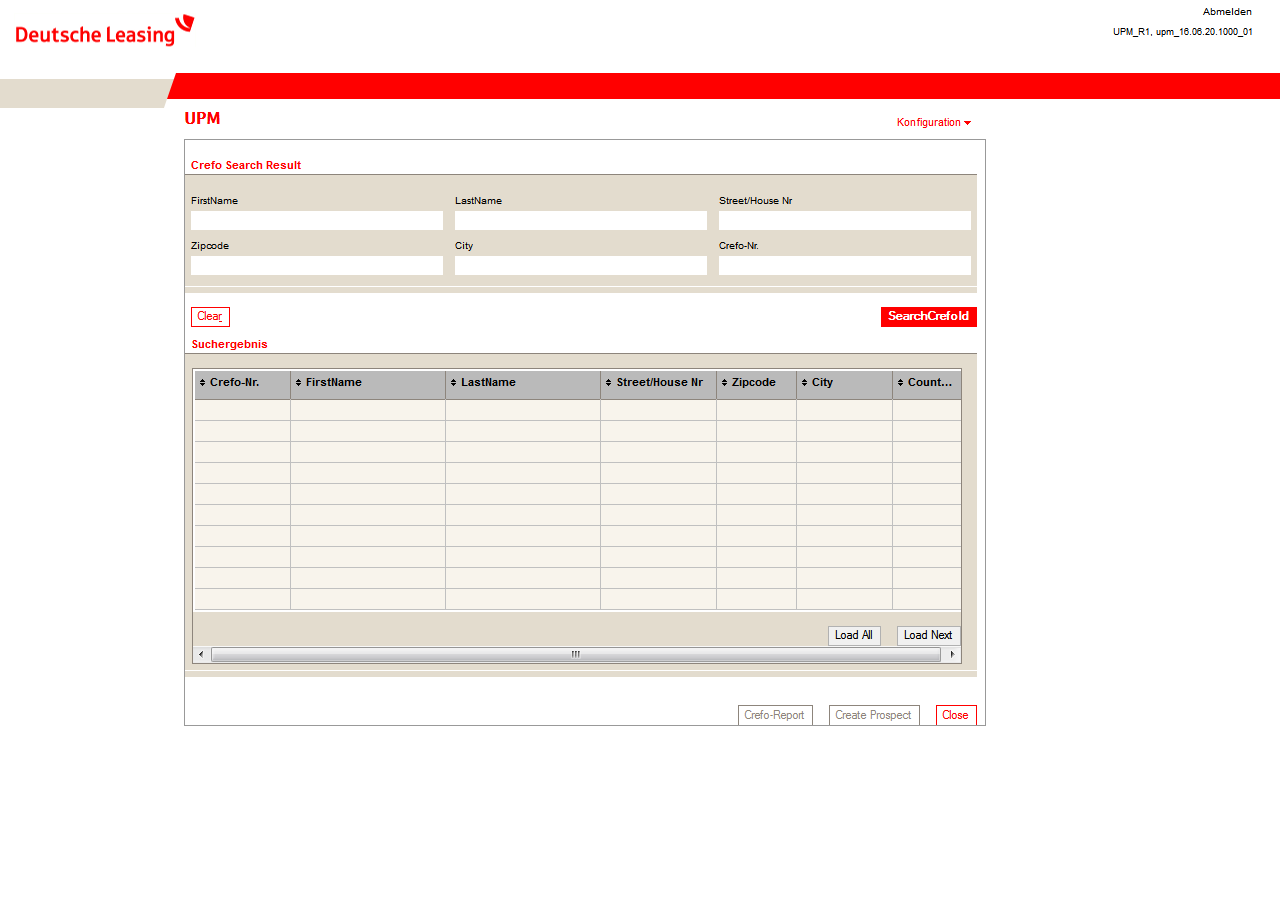 Deutsche Leasing
Abmelden
UPM_R1, upm_16.06.20.1000_01
UPM
Konfiguration
Crefo Search Result
FirstName LastName Street/House Nr
Zipcode City Crefo-Nr.
Clear SearchCrefoId
Suchergebnis
Crefo-Nr. FirstName LastName Street/House Nr Zipcode City Count...
Load All Load Next
Crefo-Report Create Prospect Close